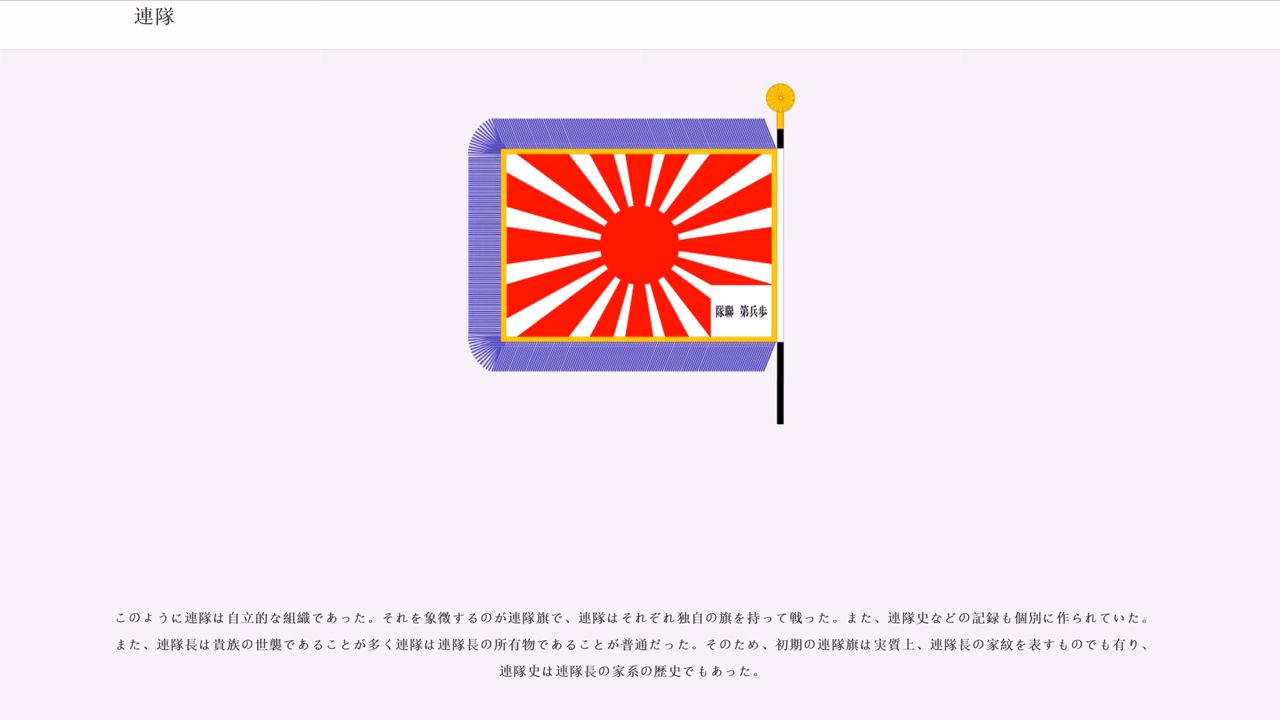 連隊
隊聯 第兵歩
このように連隊は自立的な組織であった。それを象徴するのが連隊旗で、連隊はそれぞれ独自の旗を持って戦った。また、連隊史などの記録も個別に作られていた。
また、連隊長は貴族の世襲であることが多く連隊は連隊長の所有物であることが普通だった。そのため、初期の連隊旗は実質上、連隊長の家紋を表すものでも有り、
連隊史は連隊長の家系の歴史でもあった。